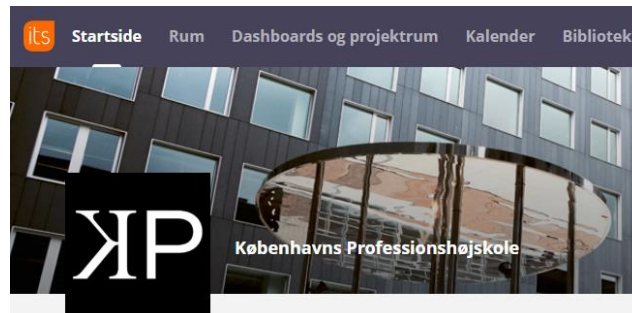 its Startside Rum Dashboards og projektrum Kalender Bibliotek
KP
Københavns Professionshøjskole